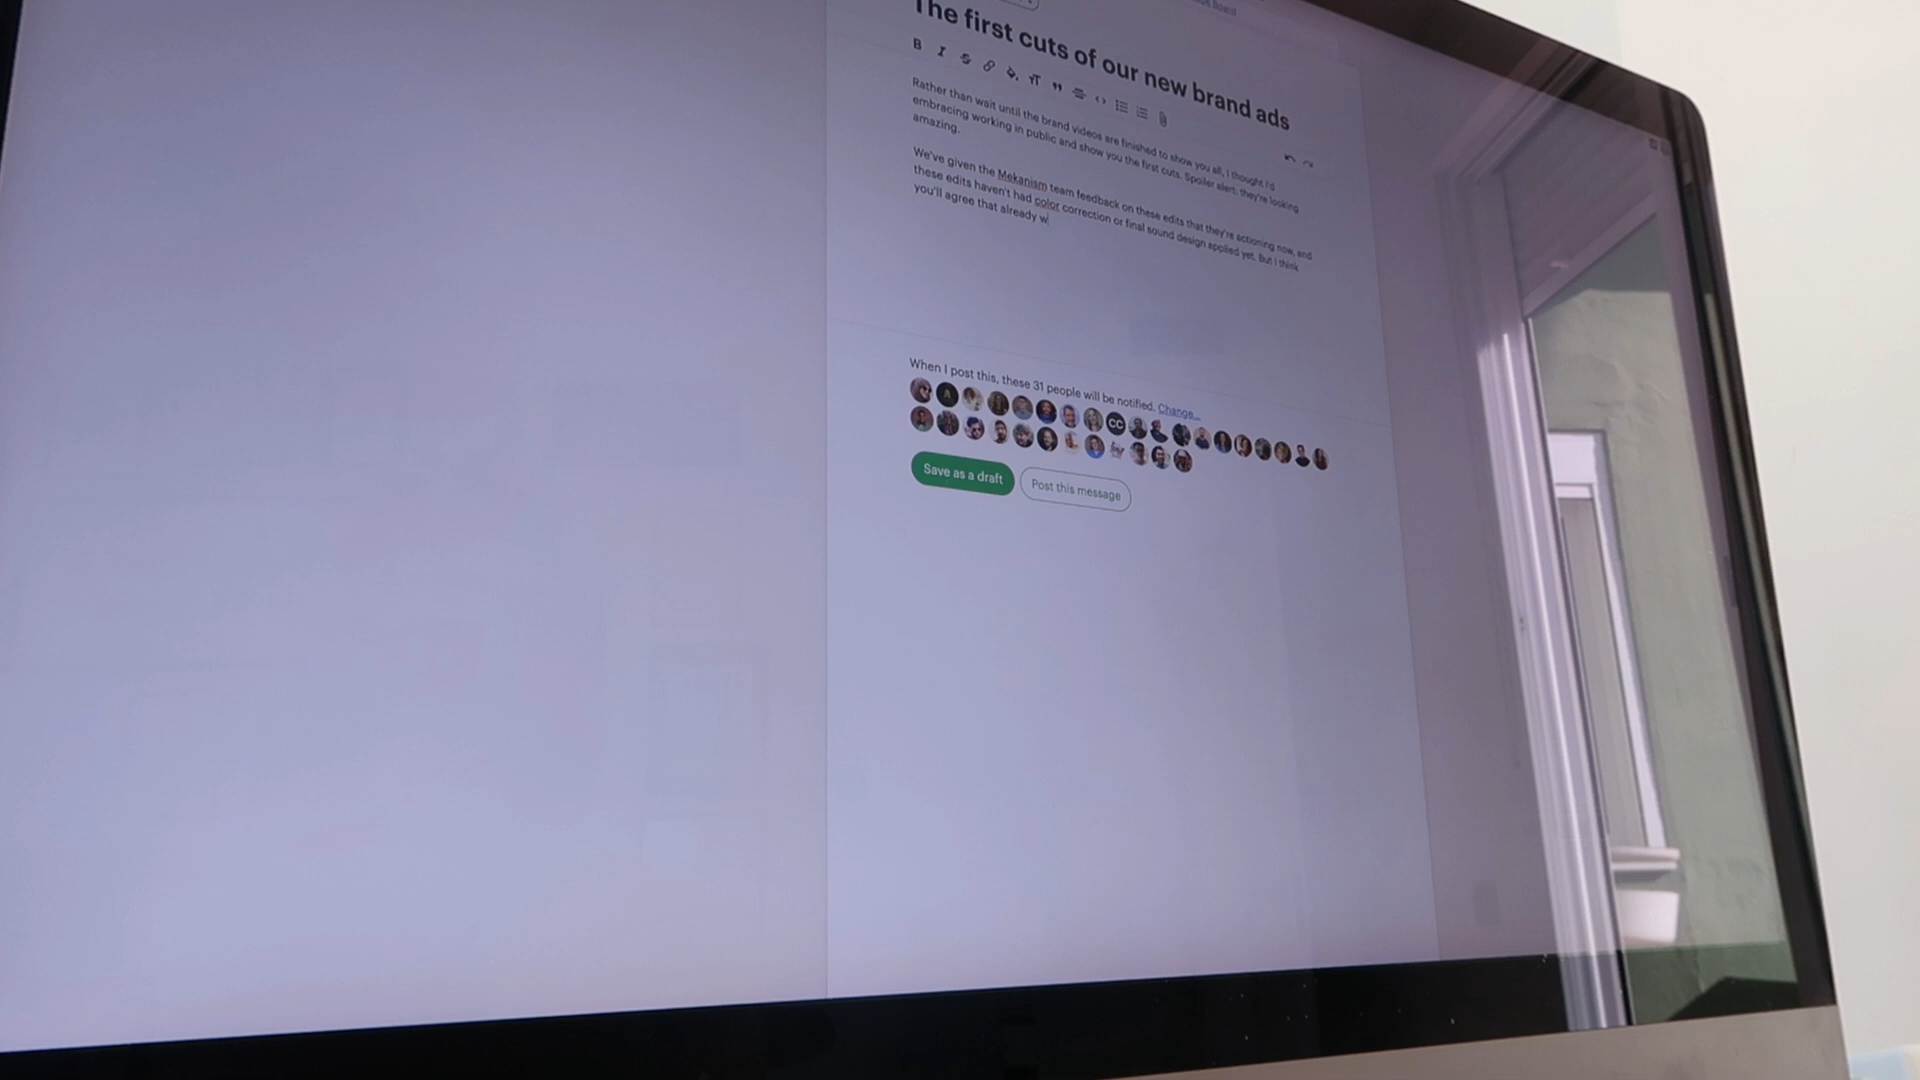 The first cuts of our new brand ads
Rather than wait until the brand videos are finished to show you all, I thought I'd
embracing working in public and show you the first cuts. Spoiler alert: they're looking
amazing.
We've given the Mekanism team feedback on these edits that they're actioning now, and
these edits haven't had color correction or final sound design applied yet. But I think
you'll agree that already w
When I post this, these 31 people will be notified. Change...
CC
Save as a draft
Post this message